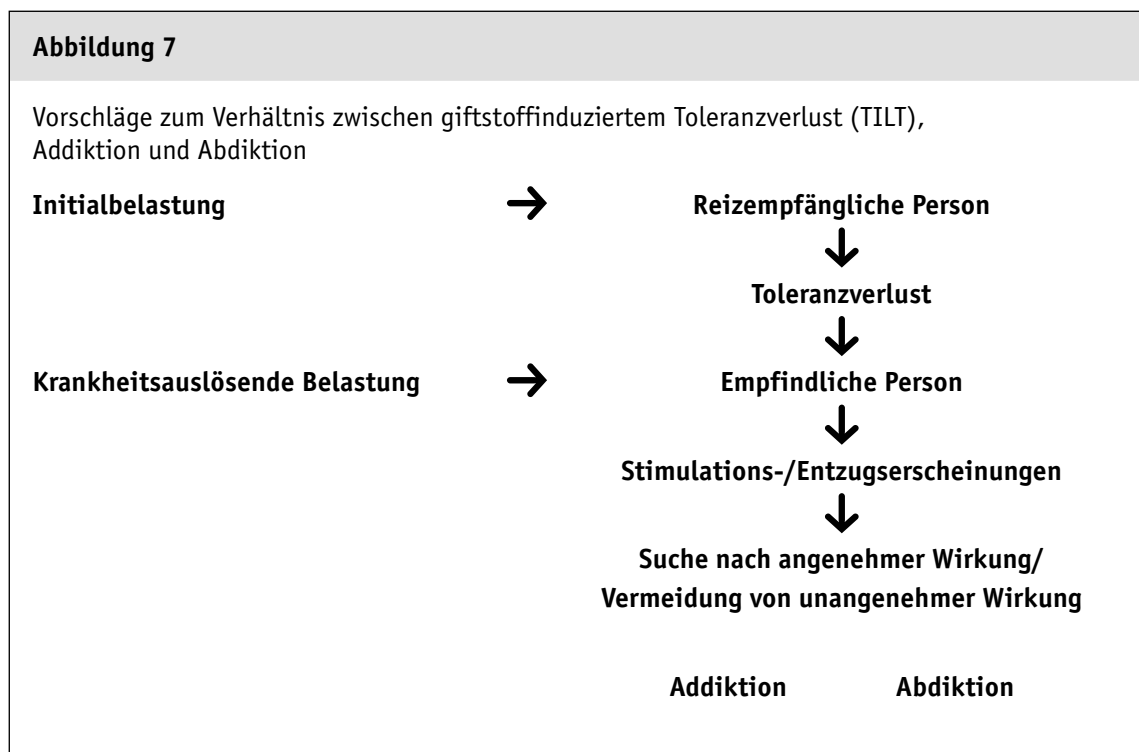 Abbildung 7
Vorschläge zum Verhältnis zwischen giftstoffinduziertem Toleranzverlust (TILT),
Addiktion und Abdiktion
Initialbelastung → Reizempfängliche Person
Toleranzverlust
Krankheitsauslösende Belastung → Empfindliche Person
Stimulations-/Entzugserscheinungen
Suche nach angenehmer Wirkung/
Vermeidung von unangenehmer Wirkung
Addiktion Abdiktion